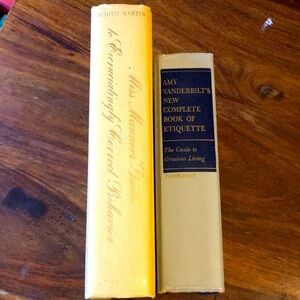 JUDITH MARTIN
Miss Manners' Guide
to Excruciatingly Correct Behavior
AMY
VANDERBILT'S
NEW
COMPLETE
BOOK OF
ETIQUETTE
The Guide to
Gracious Living
DOUBLEDAY